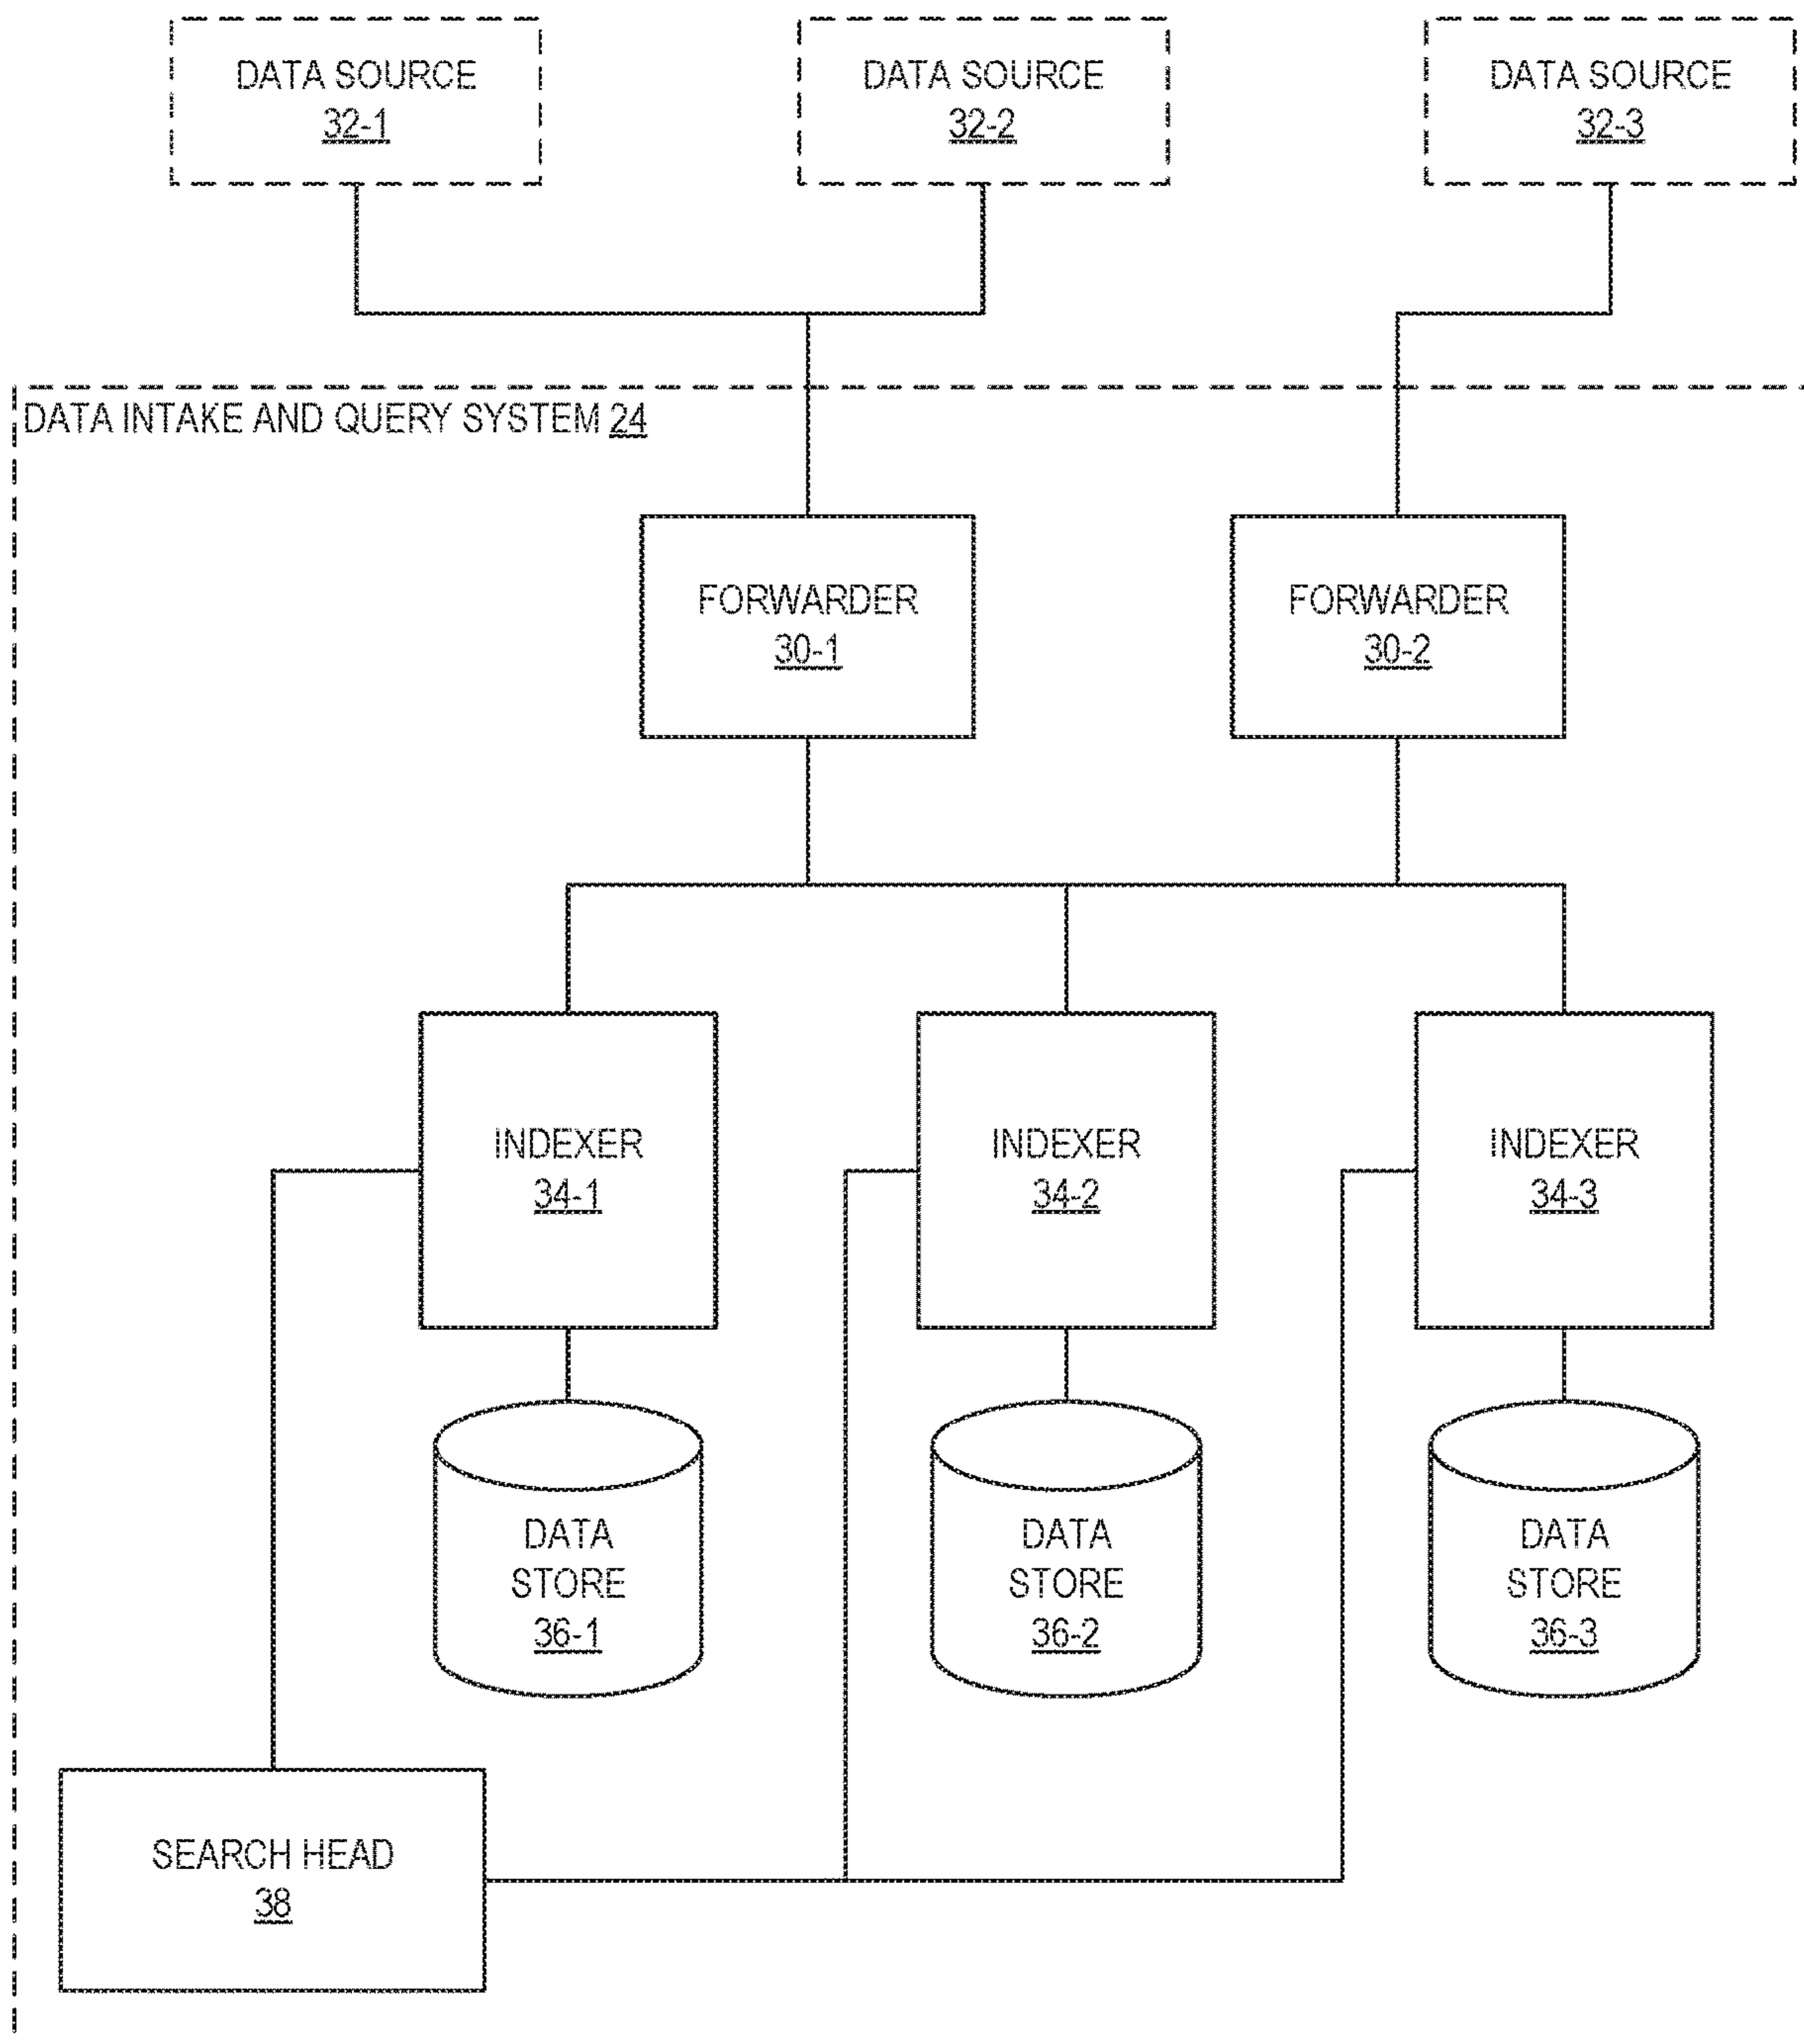 DATA SOURCE
32-1
DATA SOURCE
32-2
DATA SOURCE
32-3
DATA INTAKE AND QUERY SYSTEM 24
FORWARDER
30-1
FORWARDER
30-2
INDEXER
34-1
INDEXER
34-2
INDEXER
34-3
DATA
STORE
36-1
DATA
STORE
36-2
DATA
STORE
36-3
SEARCH HEAD
38